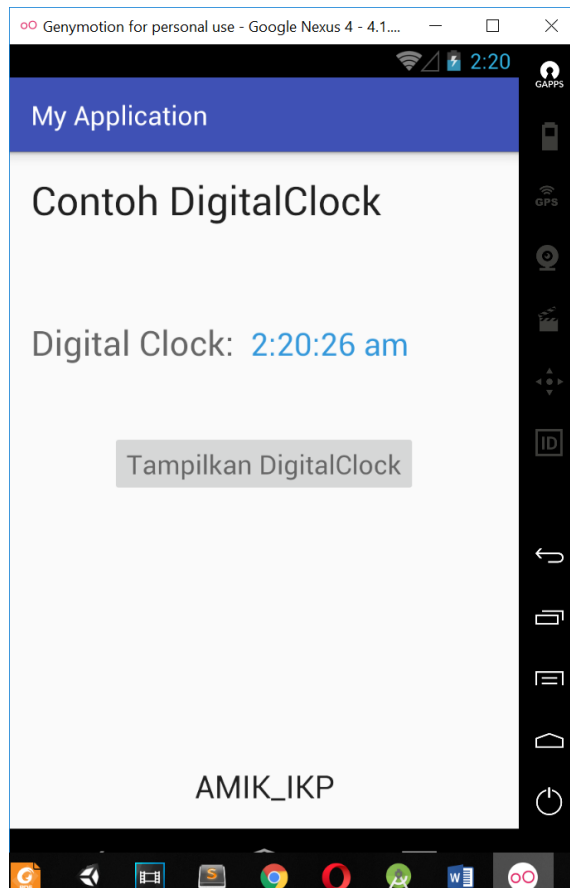 Genymotion for personal use - Google Nexus 4 - 4.1....
2:20
GAPPS
My Application
Contoh DigitalClock
GPS
Digital Clock: 2:20:26 am
ID
Tampilkan DigitalClock
AMIK_IKP